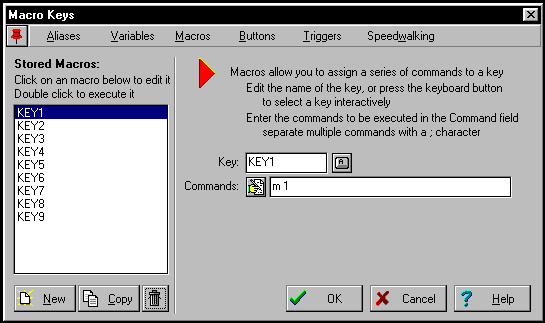 Macro Keys
Aliases Variables Macros Buttons Triggers Speedwalking
Stored Macros:
Click on an macro below to edit it
Double click to execute it
KEY1
KEY2
KEY3
KEY4
KEY5
KEY6
KEY7
KEY8
KEY9
New Copy
Macros allow you to assign a series of commands to a key
Edit the name of the key, or press the keyboard button
to select a key interactively
Enter the commands to be executed in the Command field
separate multiple commands with a ; character
Key: KEY1 A
Commands: m 1
OK Cancel ? Help